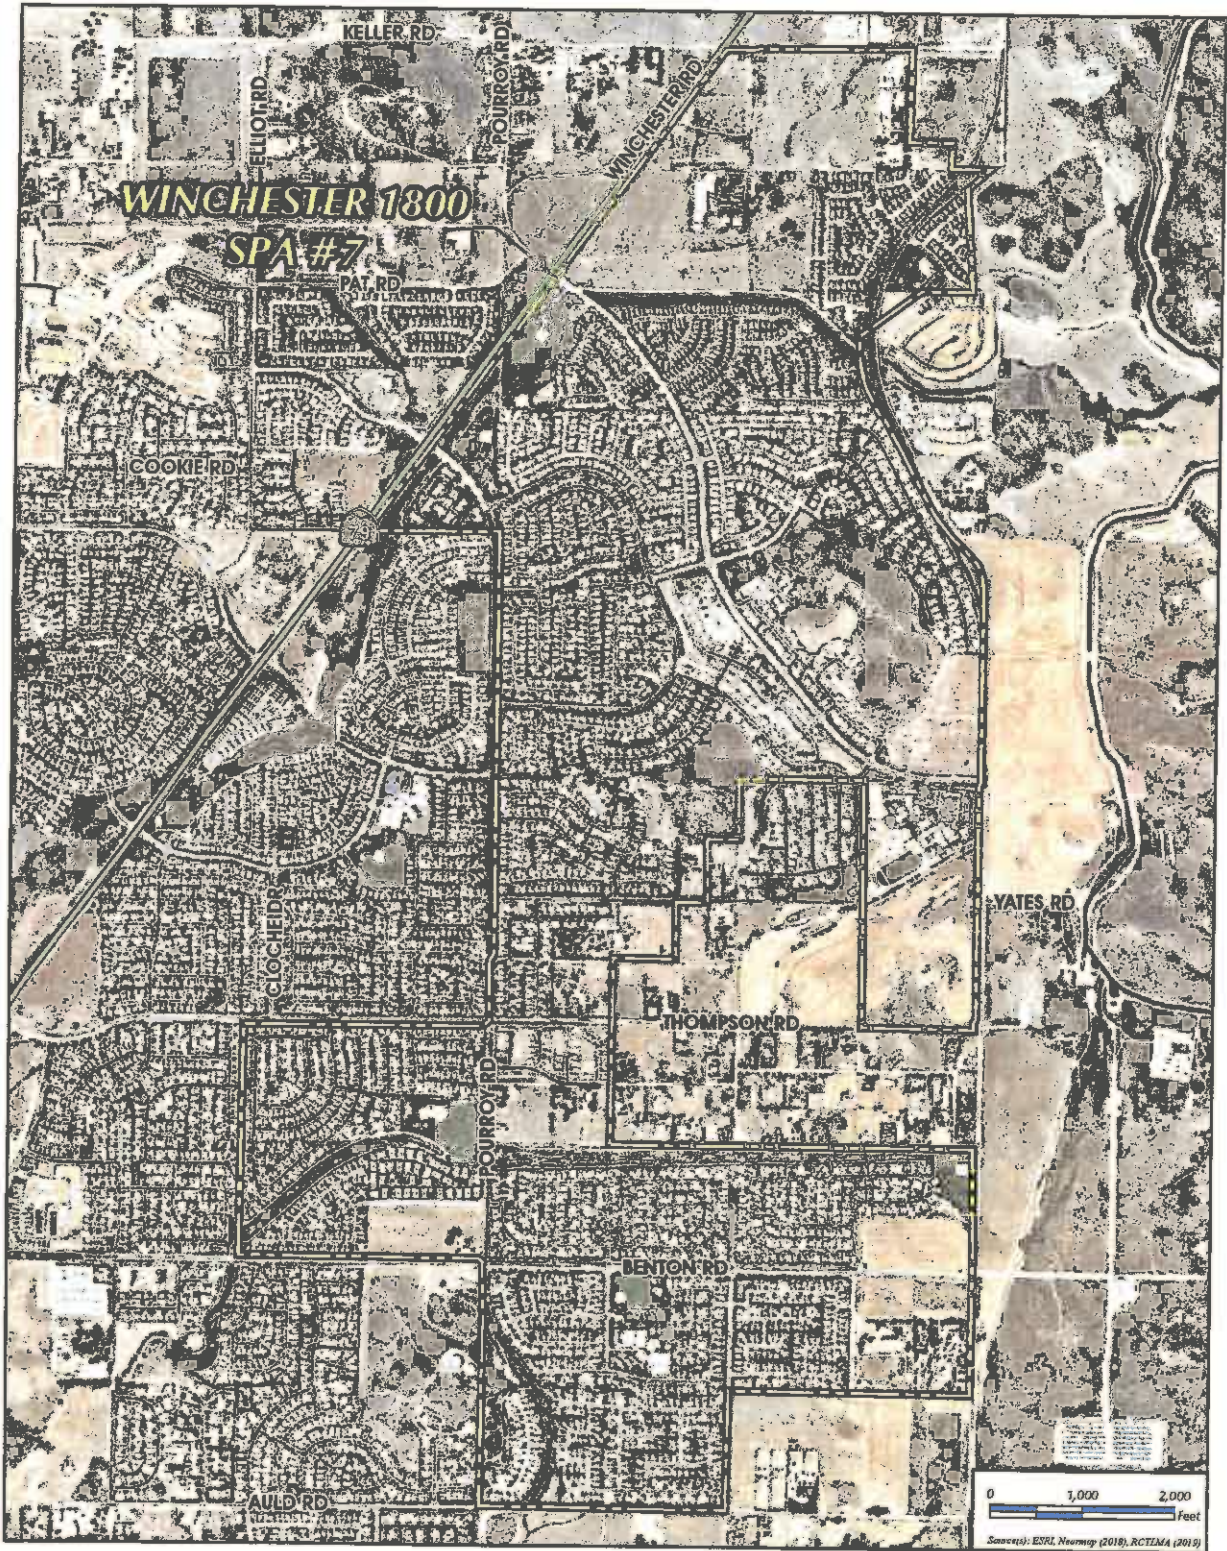 KELLER RD
POURROY RD
WINCHESTER RD
ELLIOT RD
WINCHESTER 1800
SPA #7
PAT RD
COOKIE RD
CLOCHE DR
YATES RD
THOMPSON RD
POURROY RD
BENTON RD
AULD RD
0 1,000 2,000
Feet
Source(s): ESRI, Nearmap (2018), RCTLMA (2019)